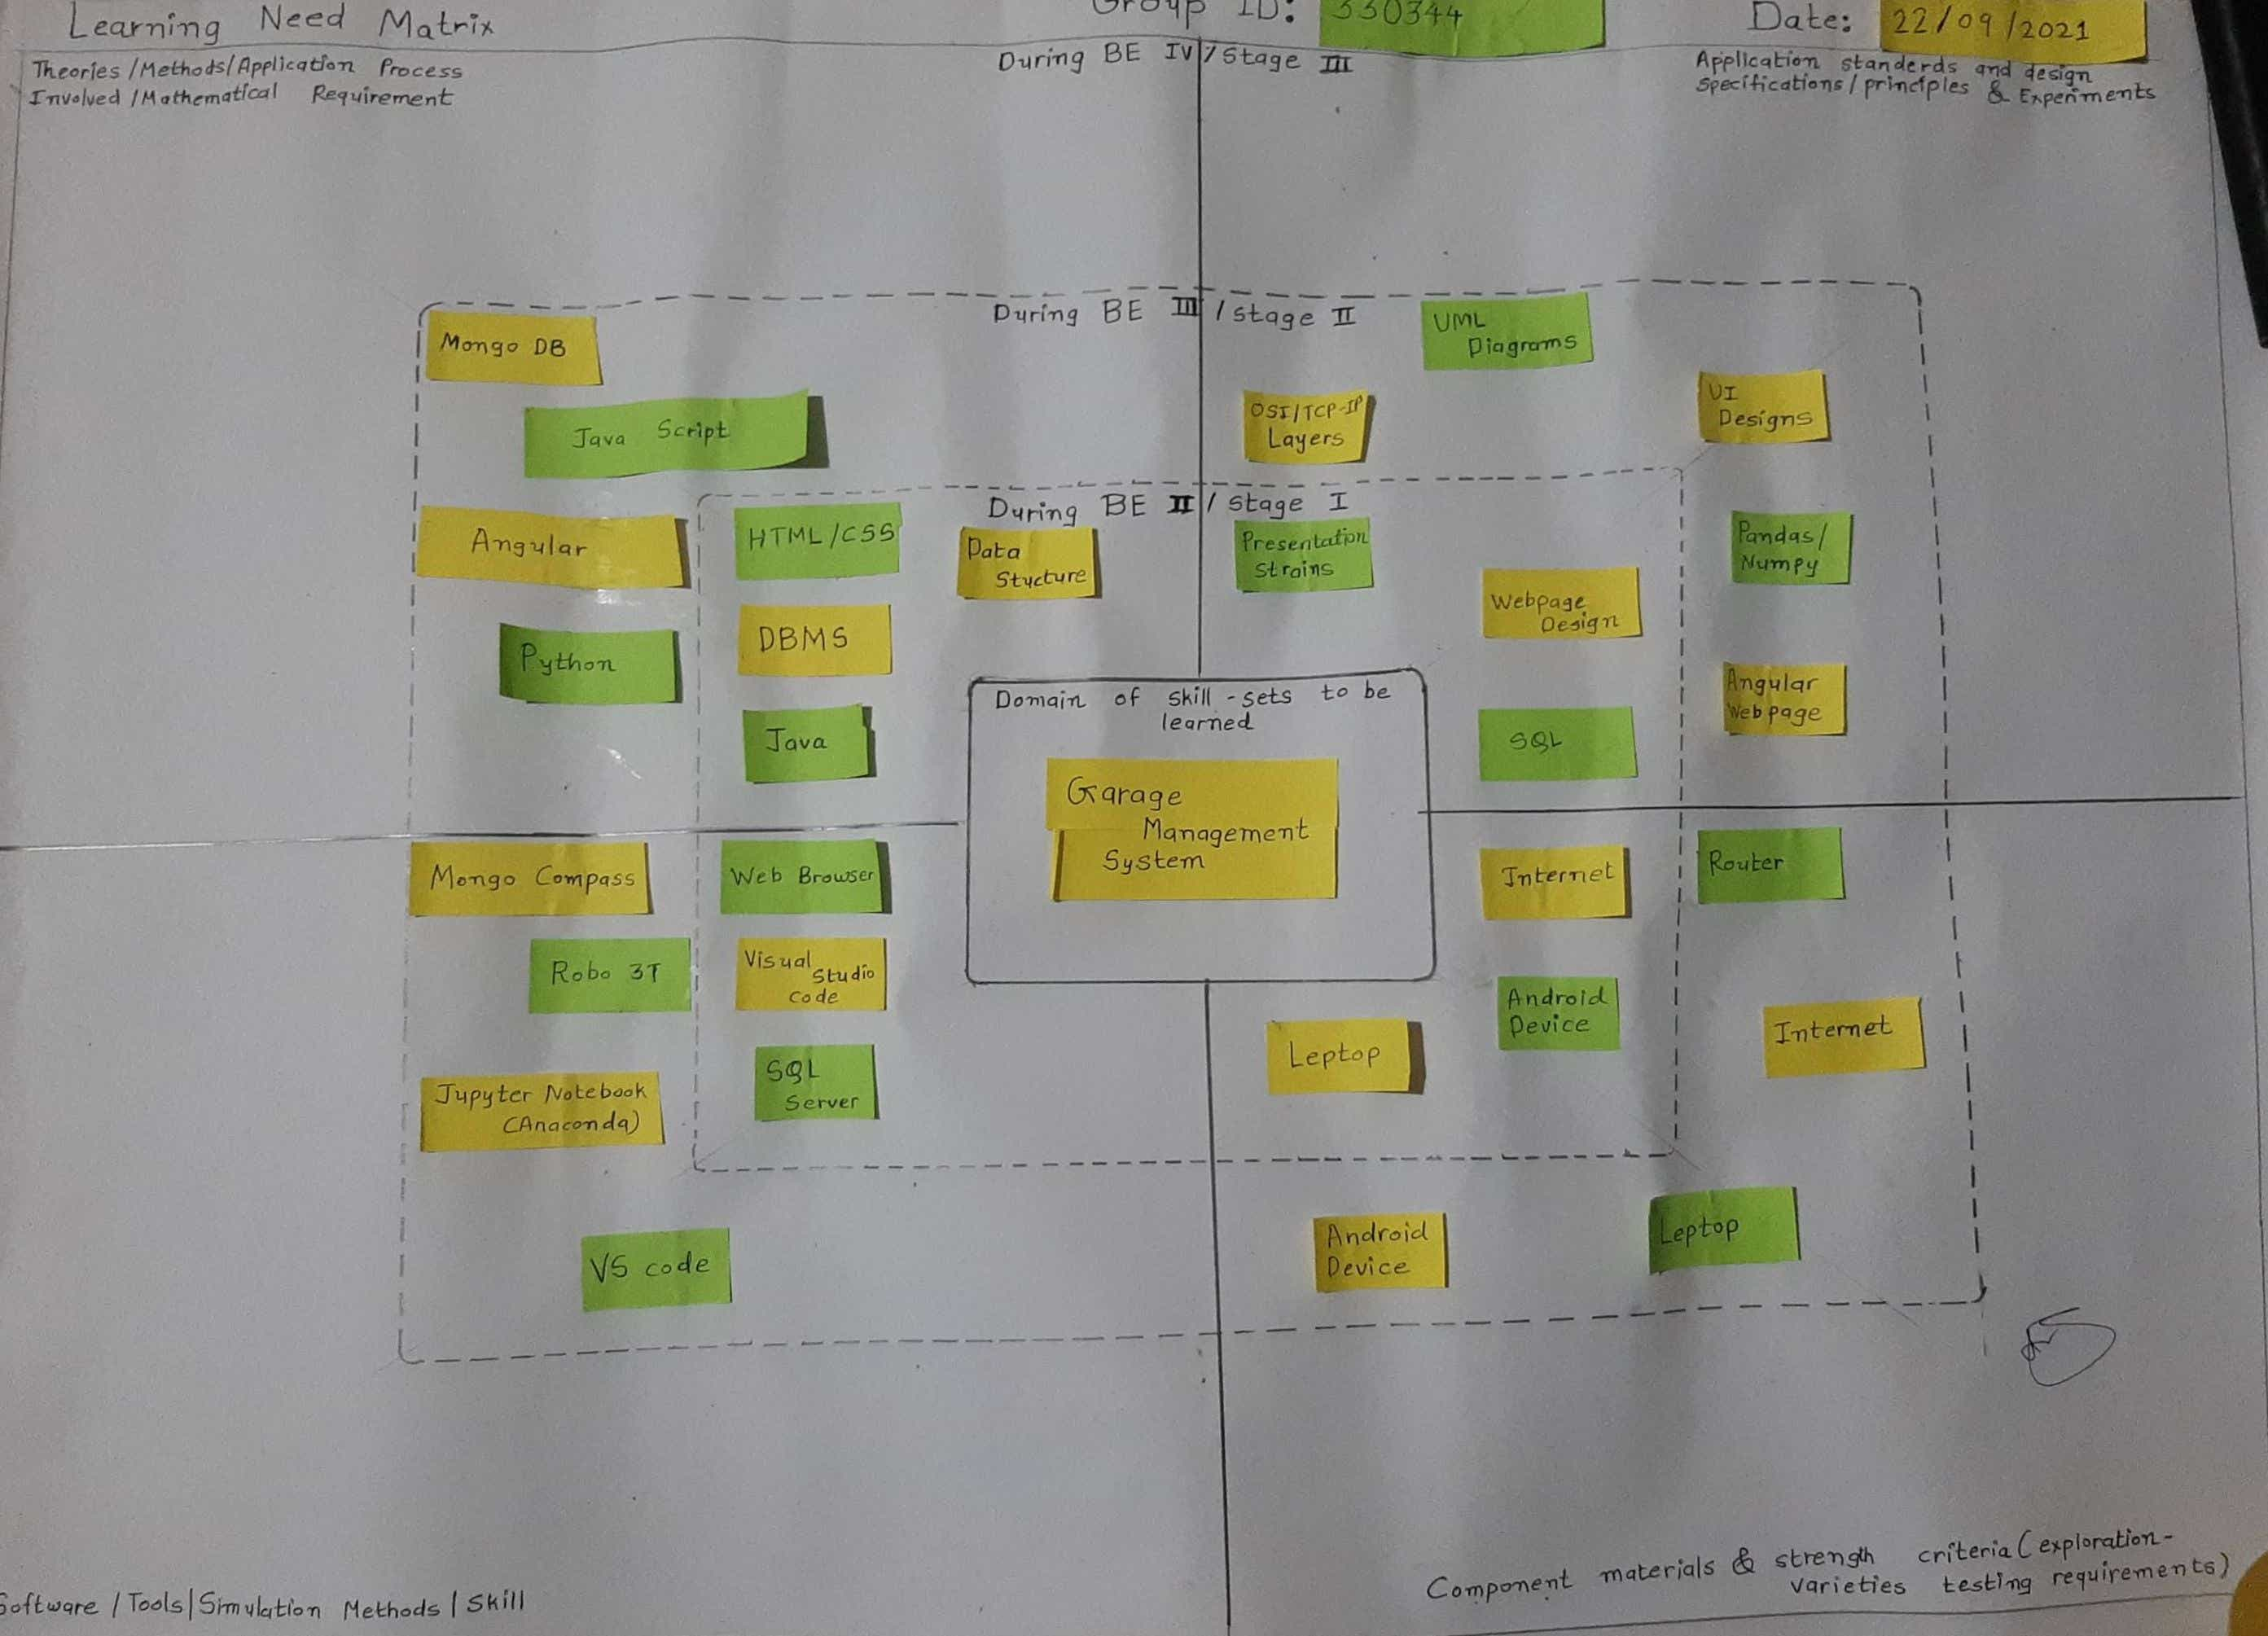 Learning Need Matrix
Group ID: 330344
Date: 22/09/2021
Theories/Methods/Application Process
Involved/Mathematical Requirement
During BE IV/Stage III
Application standerds and design
Specifications/principles & Experiments
During BE III/stage II
Mongo DB
Java Script
Angular
Python
UML
Diagrams
OSI/TCP-IP
Layers
UI
Designs
Pandas/
Numpy
Angular
Webpage
During BE II/stage I
HTML/CSS
Data
Stycture
DBMS
Java
Presentation
Strains
Webpage
Design
SQL
Domain of skill-sets to be
learned
Garage
Management
System
Mongo Compass
Robo 3T
Jupyter Notebook
(Anaconda)
VS code
Web Browser
Visual
Studio
Code
SQL
Server
Internet
Android
Device
Leptop
Router
Internet
Android
Device
Leptop
Software/Tools|Simulation Methods|Skill
Component materials & strength criteria(exploration-
varieties testing requirements)